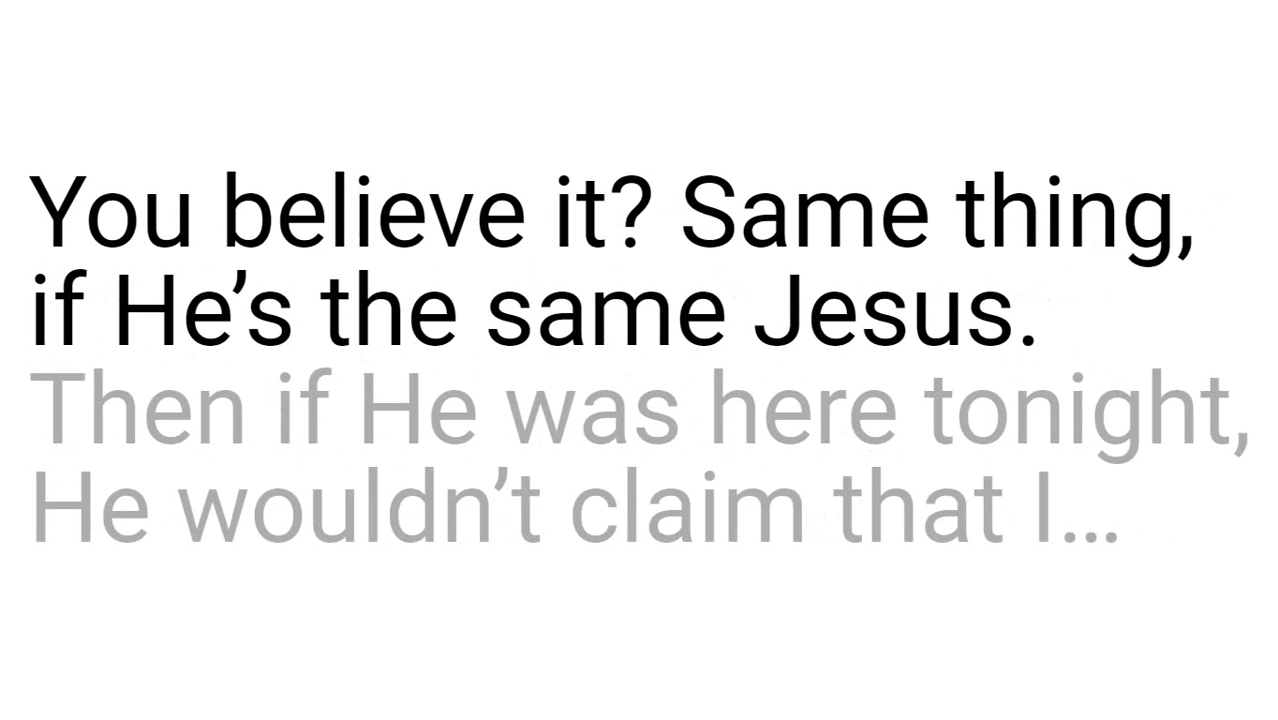 You believe it? Same thing,
if He’s the same Jesus.
Then if He was here tonight,
He wouldn’t claim that I…